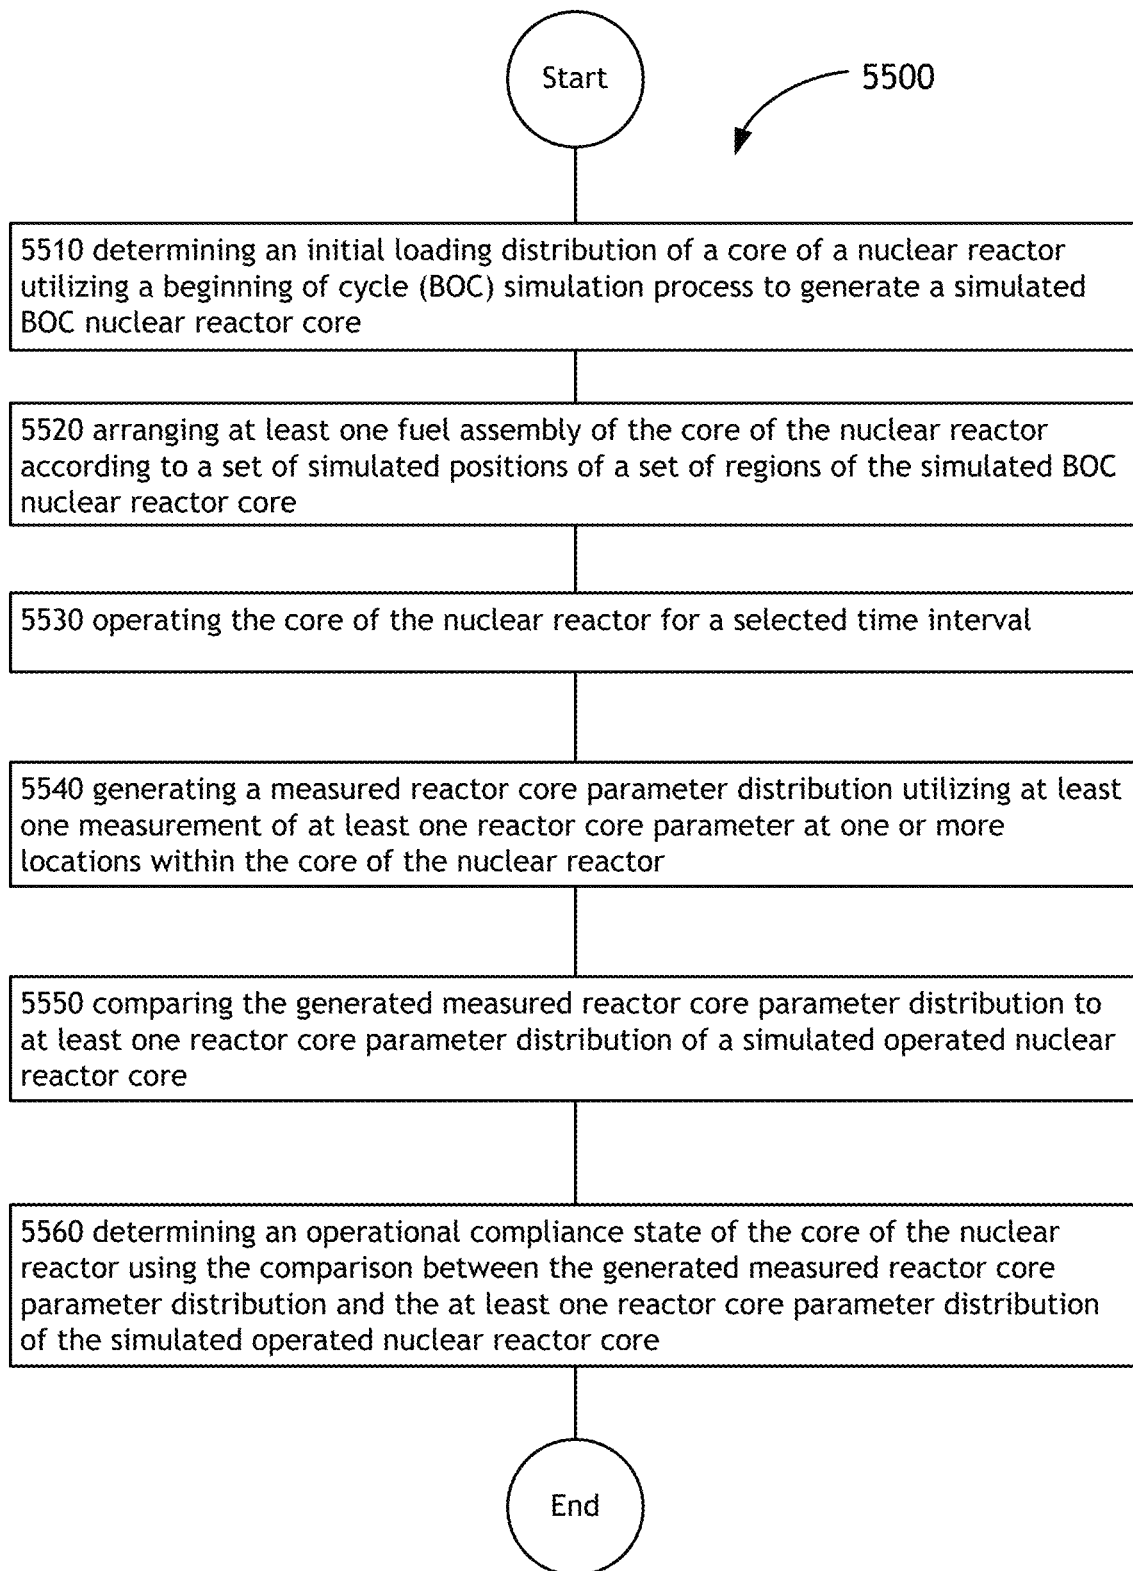 Start
5500
5510 determining an initial loading distribution of a core of a nuclear reactor
utilizing a beginning of cycle (BOC) simulation process to generate a simulated
BOC nuclear reactor core
5520 arranging at least one fuel assembly of the core of the nuclear reactor
according to a set of simulated positions of a set of regions of the simulated BOC
nuclear reactor core
5530 operating the core of the nuclear reactor for a selected time interval
5540 generating a measured reactor core parameter distribution utilizing at least
one measurement of at least one reactor core parameter at one or more
locations within the core of the nuclear reactor
5550 comparing the generated measured reactor core parameter distribution to
at least one reactor core parameter distribution of a simulated operated nuclear
reactor core
5560 determining an operational compliance state of the core of the nuclear
reactor using the comparison between the generated measured reactor core
parameter distribution and the at least one reactor core parameter distribution
of the simulated operated nuclear reactor core
End